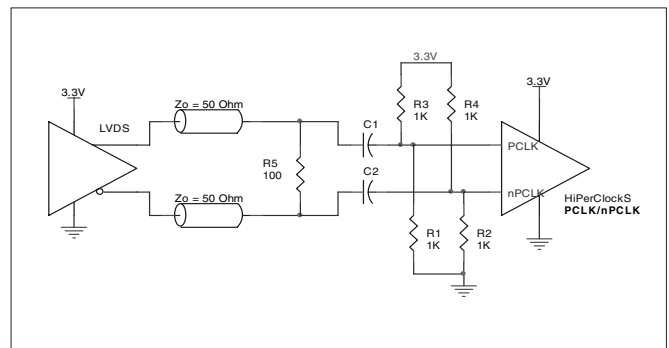 3.3V
3.3V
3.3V
Zo = 50 Ohm
LVDS
R3
1K
R4
1K
C1
PCLK
R5
100
C2
Zo = 50 Ohm
nPCLK
HiPerClockS
PCLK/nPCLK
R1
1K
R2
1K